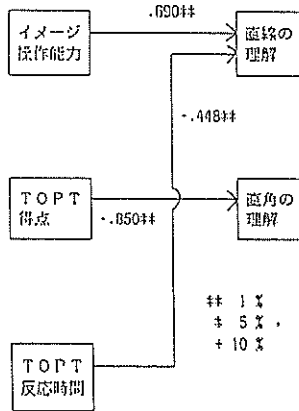 .690‡‡
イメージ
操作能力
直線の
理解
-.448‡‡
TOPT
得点
-.850‡‡
直角の
理解
‡‡ 1 %
‡ 5 % ,
+ 10 %
TOPT
反応時間